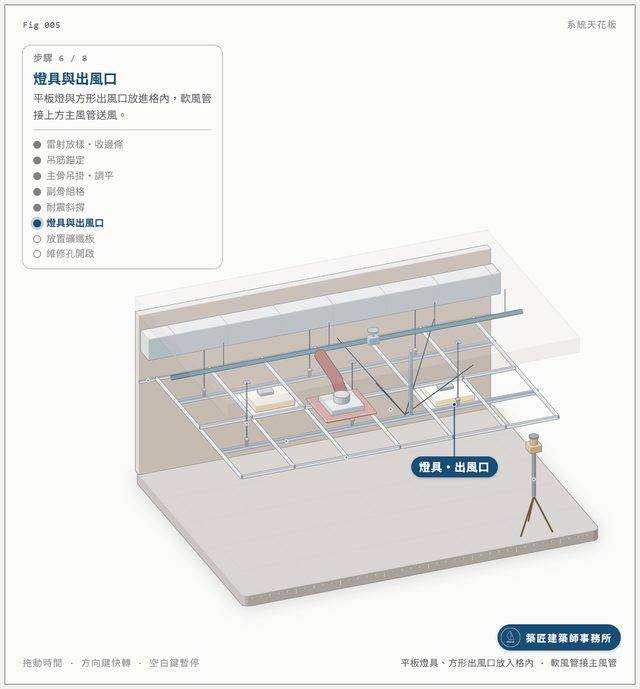 Fig 005
系統天花板
步驟 6 / 8
燈具與出風口
平板燈與方形出風口放進格內，軟風管
接上方主風管送風。
雷射放樣・收邊條
吊筋錨定
主骨吊掛・調平
副骨組格
耐震斜撐
燈具與出風口
放置礦纖板
維修孔開啟
燈具・出風口
築匠建築師事務所
拖動時間 · 方向鍵快轉 · 空白鍵暫停
平板燈具、方形出風口放入格內 · 軟風管接主風管